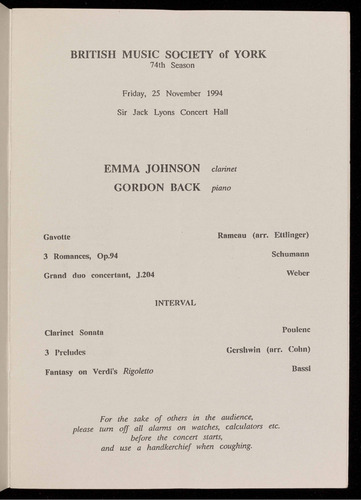 BRITISH MUSIC SOCIETY of YORK
74th Season
Friday, 25 November 1994
Sir Jack Lyons Concert Hall
EMMA JOHNSON clarinet
GORDON BACK piano
Gavotte Rameau (arr. Ettlinger)
3 Romances, Op.94 Schumann
Grand duo concertant, J.204 Weber
INTERVAL
Clarinet Sonata Poulenc
3 Preludes Gershwin (arr. Cohn)
Fantasy on Verdi's Rigoletto Bassi
For the sake of others in the audience,
please turn off all alarms on watches, calculators etc.
before the concert starts,
and use a handkerchief when coughing.